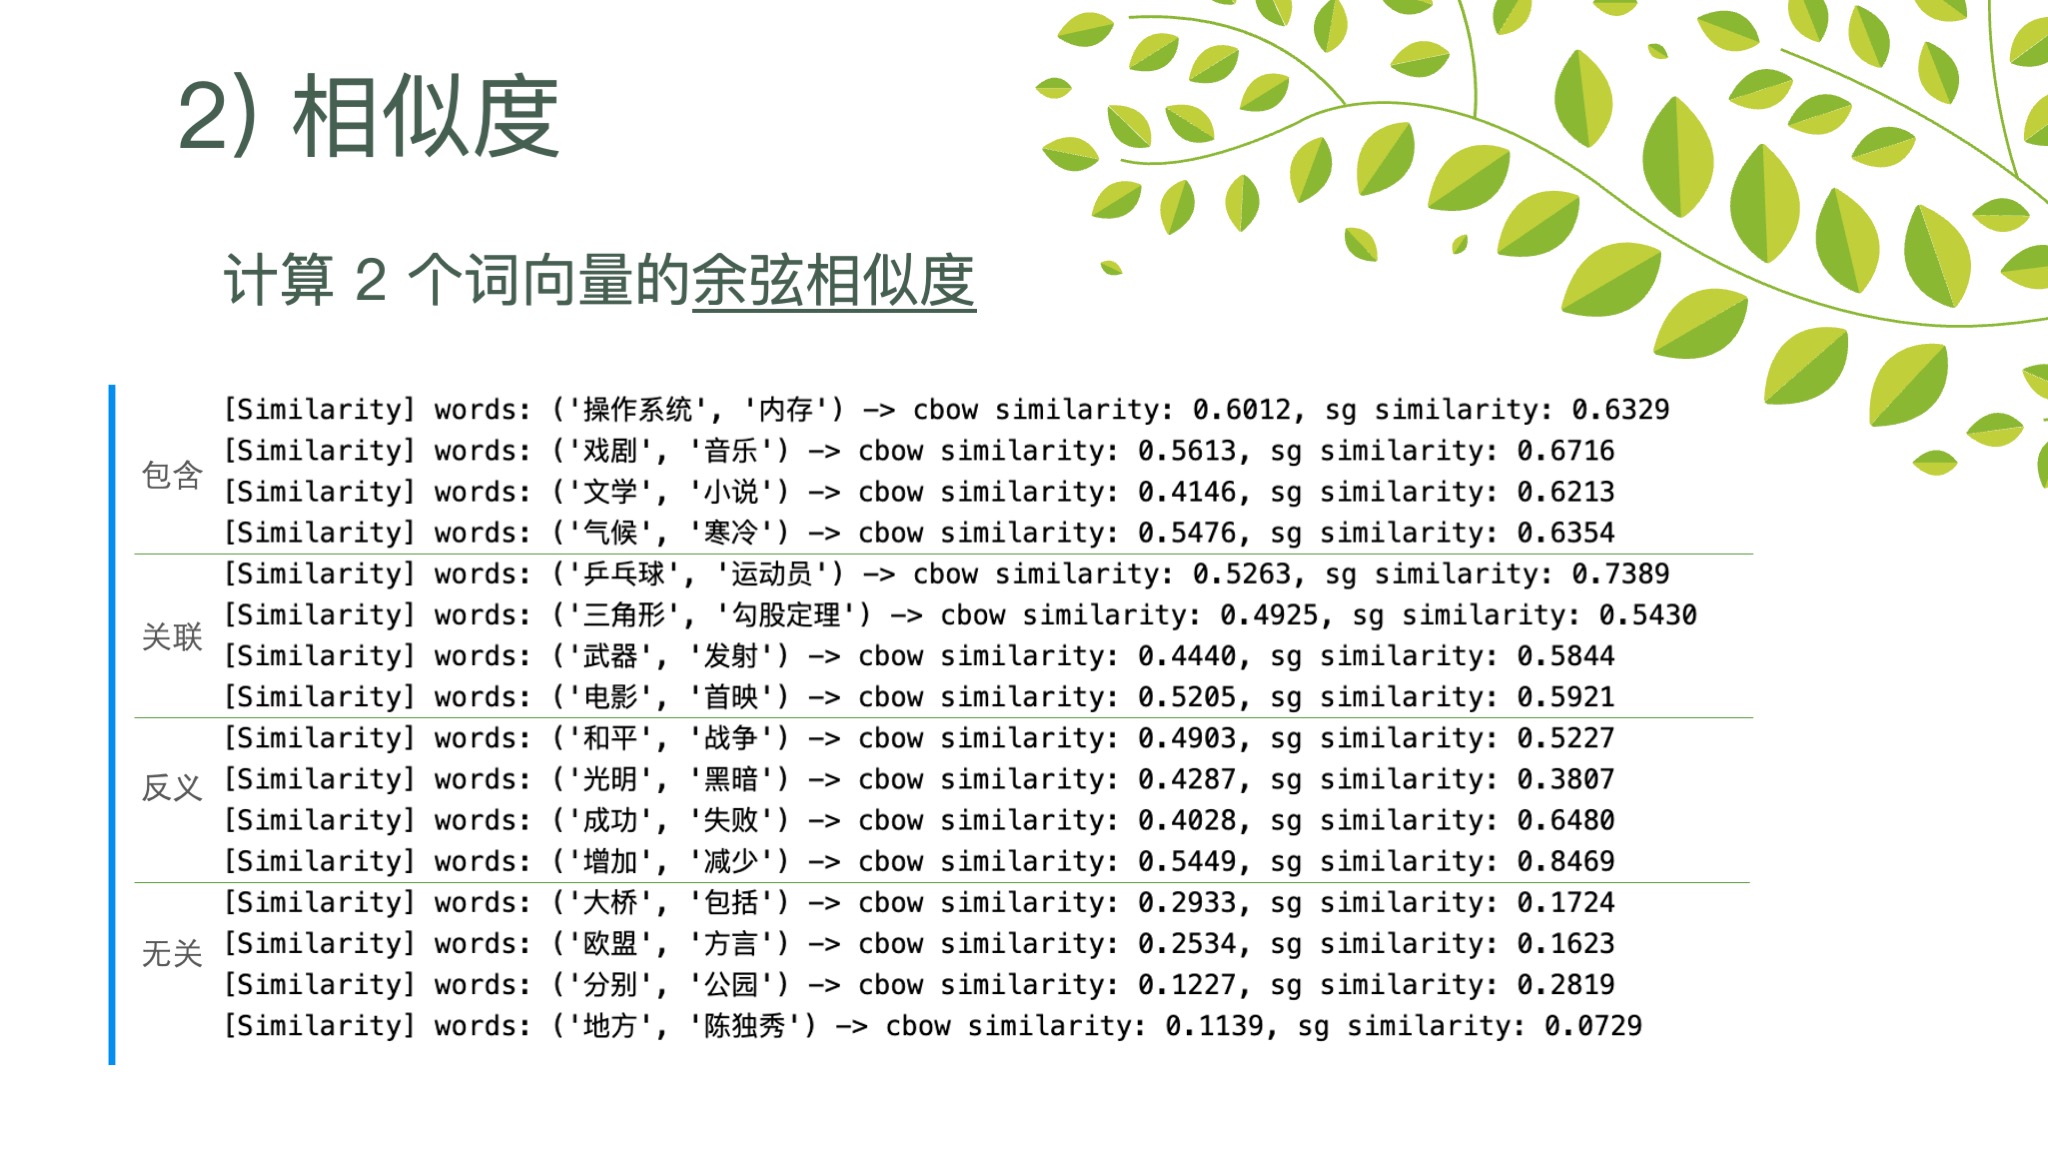 2) 相似度
计算 2 个词向量的余弦相似度
包含
[Similarity] words: ('操作系统', '内存') -> cbow similarity: 0.6012, sg similarity: 0.6329
[Similarity] words: ('戏剧', '音乐') -> cbow similarity: 0.5613, sg similarity: 0.6716
[Similarity] words: ('文学', '小说') -> cbow similarity: 0.4146, sg similarity: 0.6213
[Similarity] words: ('气候', '寒冷') -> cbow similarity: 0.5476, sg similarity: 0.6354
关联
[Similarity] words: ('乒乓球', '运动员') -> cbow similarity: 0.5263, sg similarity: 0.7389
[Similarity] words: ('三角形', '勾股定理') -> cbow similarity: 0.4925, sg similarity: 0.5430
[Similarity] words: ('武器', '发射') -> cbow similarity: 0.4440, sg similarity: 0.5844
[Similarity] words: ('电影', '首映') -> cbow similarity: 0.5205, sg similarity: 0.5921
反义
[Similarity] words: ('和平', '战争') -> cbow similarity: 0.4903, sg similarity: 0.5227
[Similarity] words: ('光明', '黑暗') -> cbow similarity: 0.4287, sg similarity: 0.3807
[Similarity] words: ('成功', '失败') -> cbow similarity: 0.4028, sg similarity: 0.6480
[Similarity] words: ('增加', '减少') -> cbow similarity: 0.5449, sg similarity: 0.8469
无关
[Similarity] words: ('大桥', '包括') -> cbow similarity: 0.2933, sg similarity: 0.1724
[Similarity] words: ('欧盟', '方言') -> cbow similarity: 0.2534, sg similarity: 0.1623
[Similarity] words: ('分别', '公园') -> cbow similarity: 0.1227, sg similarity: 0.2819
[Similarity] words: ('地方', '陈独秀') -> cbow similarity: 0.1139, sg similarity: 0.0729